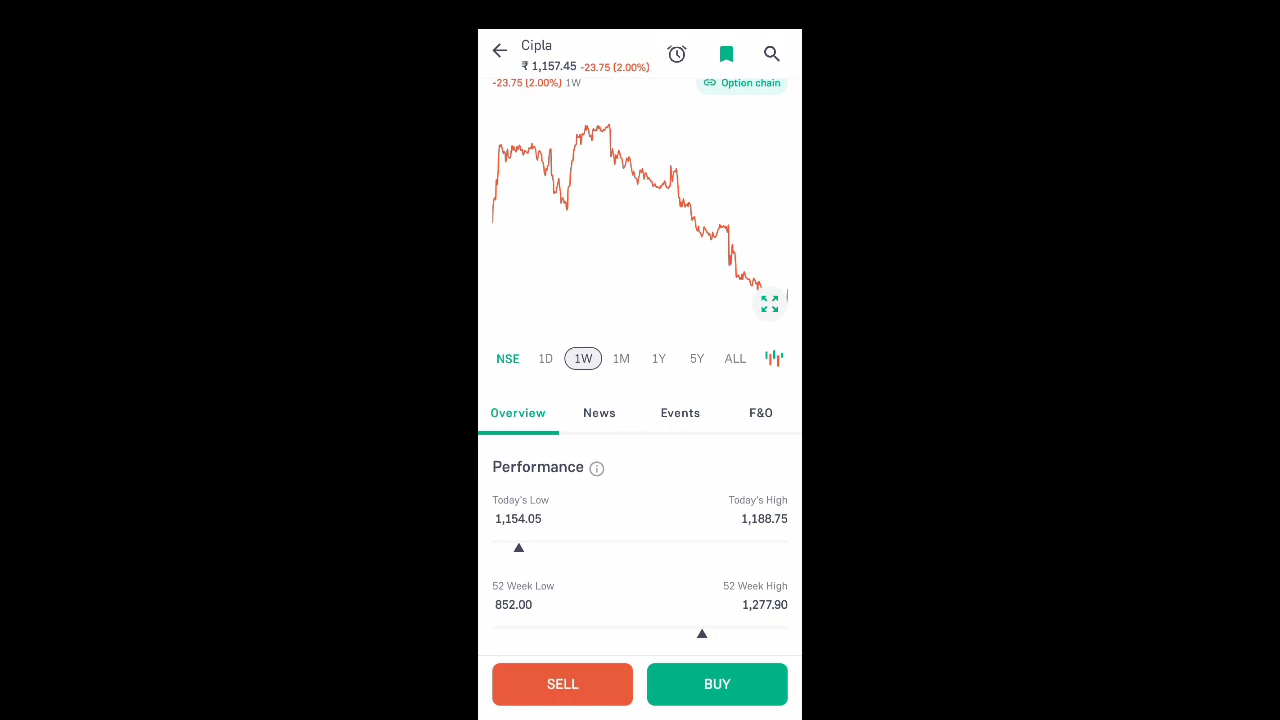 Cipla
₹ 1,157.45 -23.75 (2.00%)
-23.75 (2.00%) 1W
Option chain
NSE 1D 1W 1M 1Y 5Y ALL
Overview News Events F&O
Performance
Today's Low Today's High
1,154.05 1,188.75
52 Week Low 52 Week High
852.00 1,277.90
SELL BUY